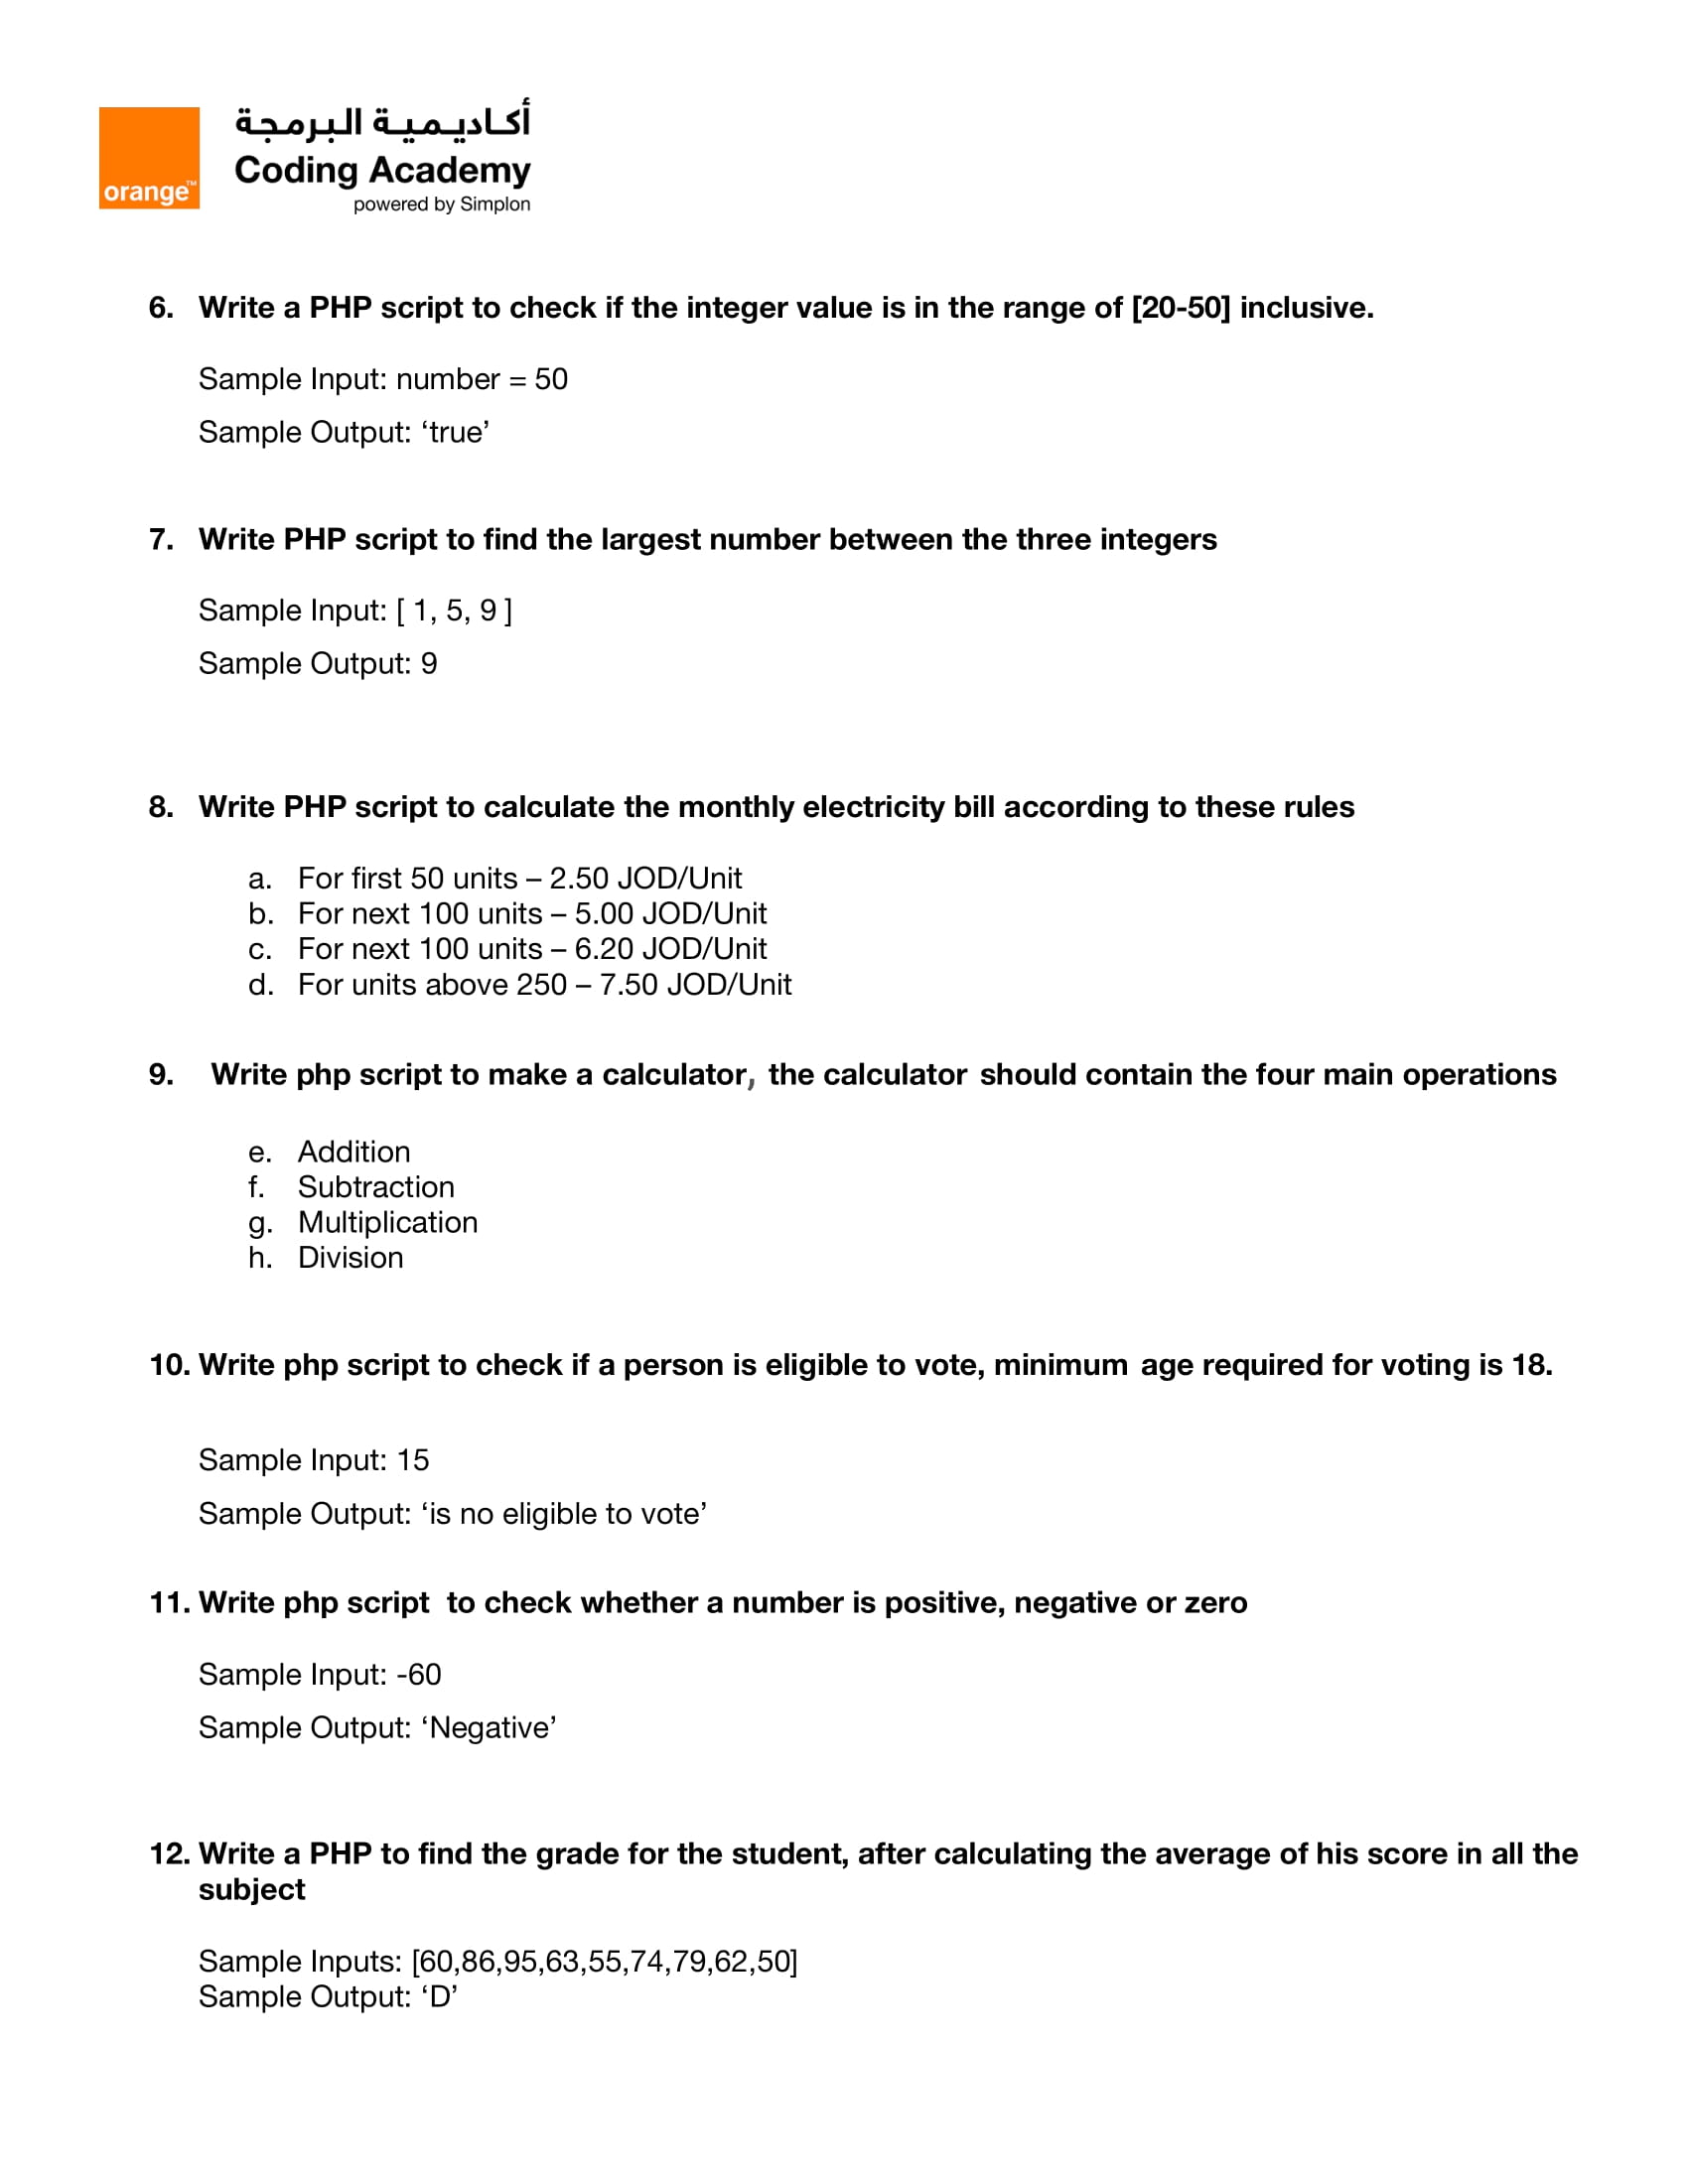 أكاديمية البرمجة
Coding Academy
orange™
powered by Simplon
6. Write a PHP script to check if the integer value is in the range of [20-50] inclusive.
Sample Input: number = 50
Sample Output: ‘true’
7. Write PHP script to find the largest number between the three integers
Sample Input: [ 1, 5, 9 ]
Sample Output: 9
8. Write PHP script to calculate the monthly electricity bill according to these rules
a. For first 50 units – 2.50 JOD/Unit
b. For next 100 units – 5.00 JOD/Unit
c. For next 100 units – 6.20 JOD/Unit
d. For units above 250 – 7.50 JOD/Unit
9. Write php script to make a calculator, the calculator should contain the four main operations
e. Addition
f. Subtraction
g. Multiplication
h. Division
10. Write php script to check if a person is eligible to vote, minimum age required for voting is 18.
Sample Input: 15
Sample Output: ‘is no eligible to vote’
11. Write php script to check whether a number is positive, negative or zero
Sample Input: -60
Sample Output: ‘Negative’
12. Write a PHP to find the grade for the student, after calculating the average of his score in all the
subject
Sample Inputs: [60,86,95,63,55,74,79,62,50]
Sample Output: ‘D’